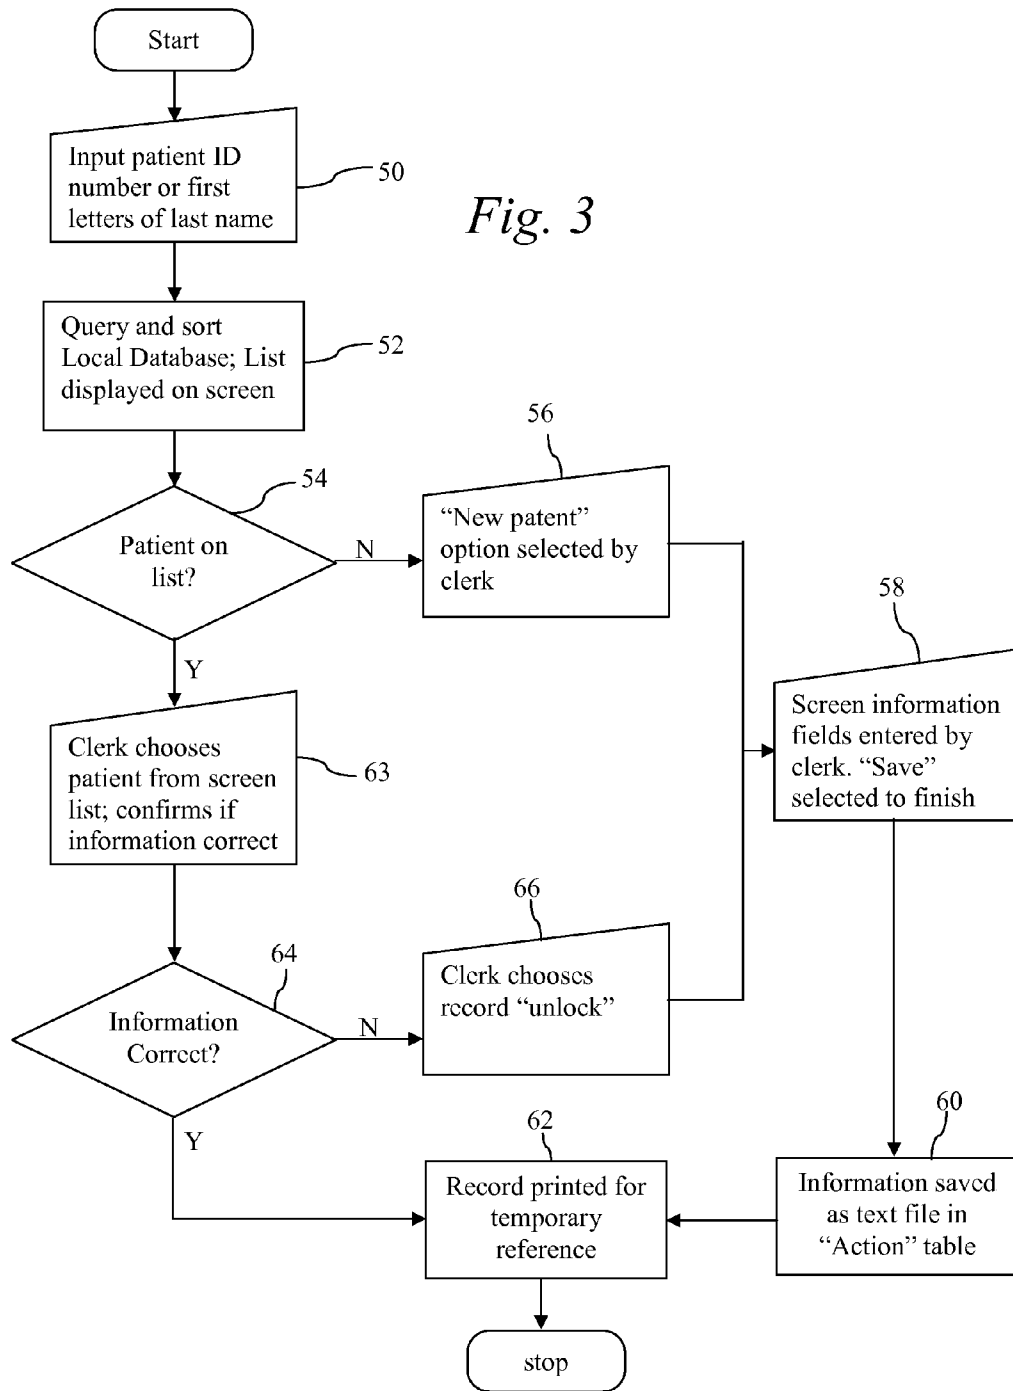 Start
Input patient ID
number or first
letters of last name
50
Fig. 3
Query and sort
Local Database; List
displayed on screen
52
54
Patient on
list?
N
Y
56
“New patent”
option selected by
clerk
58
Screen information
fields entered by
clerk. “Save”
selected to finish
Clerk chooses
patient from screen
list; confirms if
information correct
63
64
Information
Correct?
N
Y
66
Clerk chooses
record “unlock”
60
Information saved
as text file in
“Action” table
62
Record printed for
temporary
reference
stop